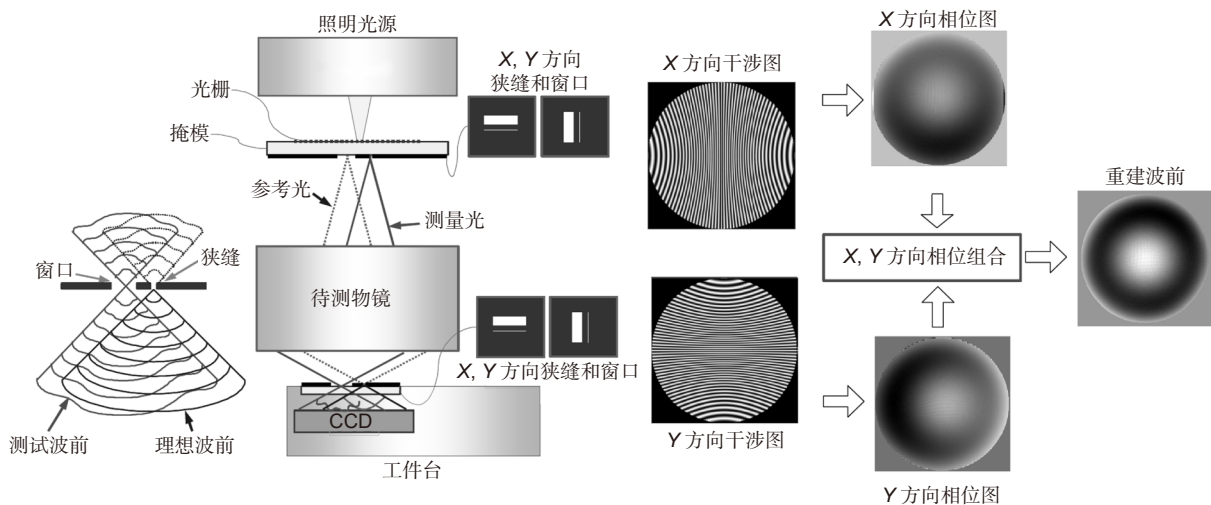 照明光源
光栅
掩模
X, Y 方向
狭缝和窗口
参考光
测量光
窗口
狭缝
待测物镜
X, Y 方向狭缝和窗口
CCD
测试波前
理想波前
工件台
X 方向干涉图
X 方向相位图
重建波前
X, Y 方向相位组合
Y 方向干涉图
Y 方向相位图